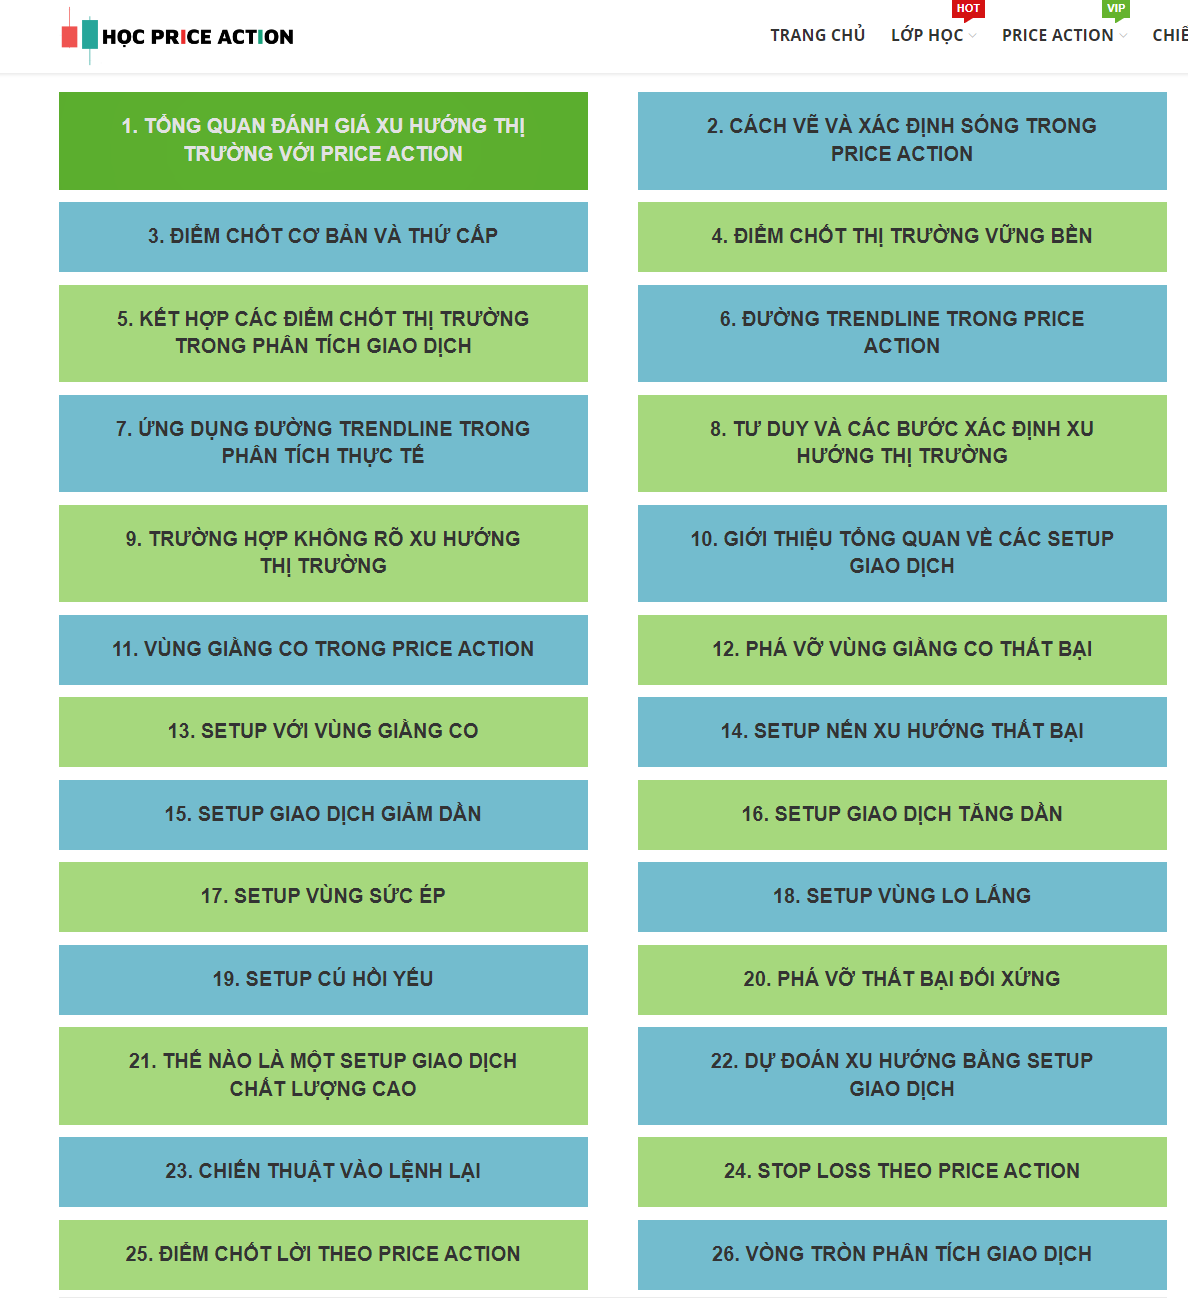 HỌC PRICE ACTION
HOT
VIP
TRANG CHỦ
LỚP HỌC
PRICE ACTION
CHIÊ
1. TỔNG QUAN ĐÁNH GIÁ XU HƯỚNG THỊ
TRƯỜNG VỚI PRICE ACTION
2. CÁCH VẼ VÀ XÁC ĐỊNH SÓNG TRONG
PRICE ACTION
3. ĐIỂM CHỐT CƠ BẢN VÀ THỨ CẤP
4. ĐIỂM CHỐT THỊ TRƯỜNG VỮNG BỀN
5. KẾT HỢP CÁC ĐIỂM CHỐT THỊ TRƯỜNG
TRONG PHÂN TÍCH GIAO DỊCH
6. ĐƯỜNG TRENDLINE TRONG PRICE
ACTION
7. ỨNG DỤNG ĐƯỜNG TRENDLINE TRONG
PHÂN TÍCH THỰC TẾ
8. TƯ DUY VÀ CÁC BƯỚC XÁC ĐỊNH XU
HƯỚNG THỊ TRƯỜNG
9. TRƯỜNG HỢP KHÔNG RÕ XU HƯỚNG
THỊ TRƯỜNG
10. GIỚI THIỆU TỔNG QUAN VỀ CÁC SETUP
GIAO DỊCH
11. VÙNG GIẰNG CO TRONG PRICE ACTION
12. PHÁ VỠ VÙNG GIẰNG CO THẤT BẠI
13. SETUP VỚI VÙNG GIẰNG CO
14. SETUP NẾN XU HƯỚNG THẤT BẠI
15. SETUP GIAO DỊCH GIẢM DẦN
16. SETUP GIAO DỊCH TĂNG DẦN
17. SETUP VÙNG SỨC ÉP
18. SETUP VÙNG LO LẮNG
19. SETUP CÚ HỒI YẾU
20. PHÁ VỠ THẤT BẠI ĐỐI XỨNG
21. THẾ NÀO LÀ MỘT SETUP GIAO DỊCH
CHẤT LƯỢNG CAO
22. DỰ ĐOÁN XU HƯỚNG BẰNG SETUP
GIAO DỊCH
23. CHIẾN THUẬT VÀO LỆNH LẠI
24. STOP LOSS THEO PRICE ACTION
25. ĐIỂM CHỐT LỜI THEO PRICE ACTION
26. VÒNG TRÒN PHÂN TÍCH GIAO DỊCH